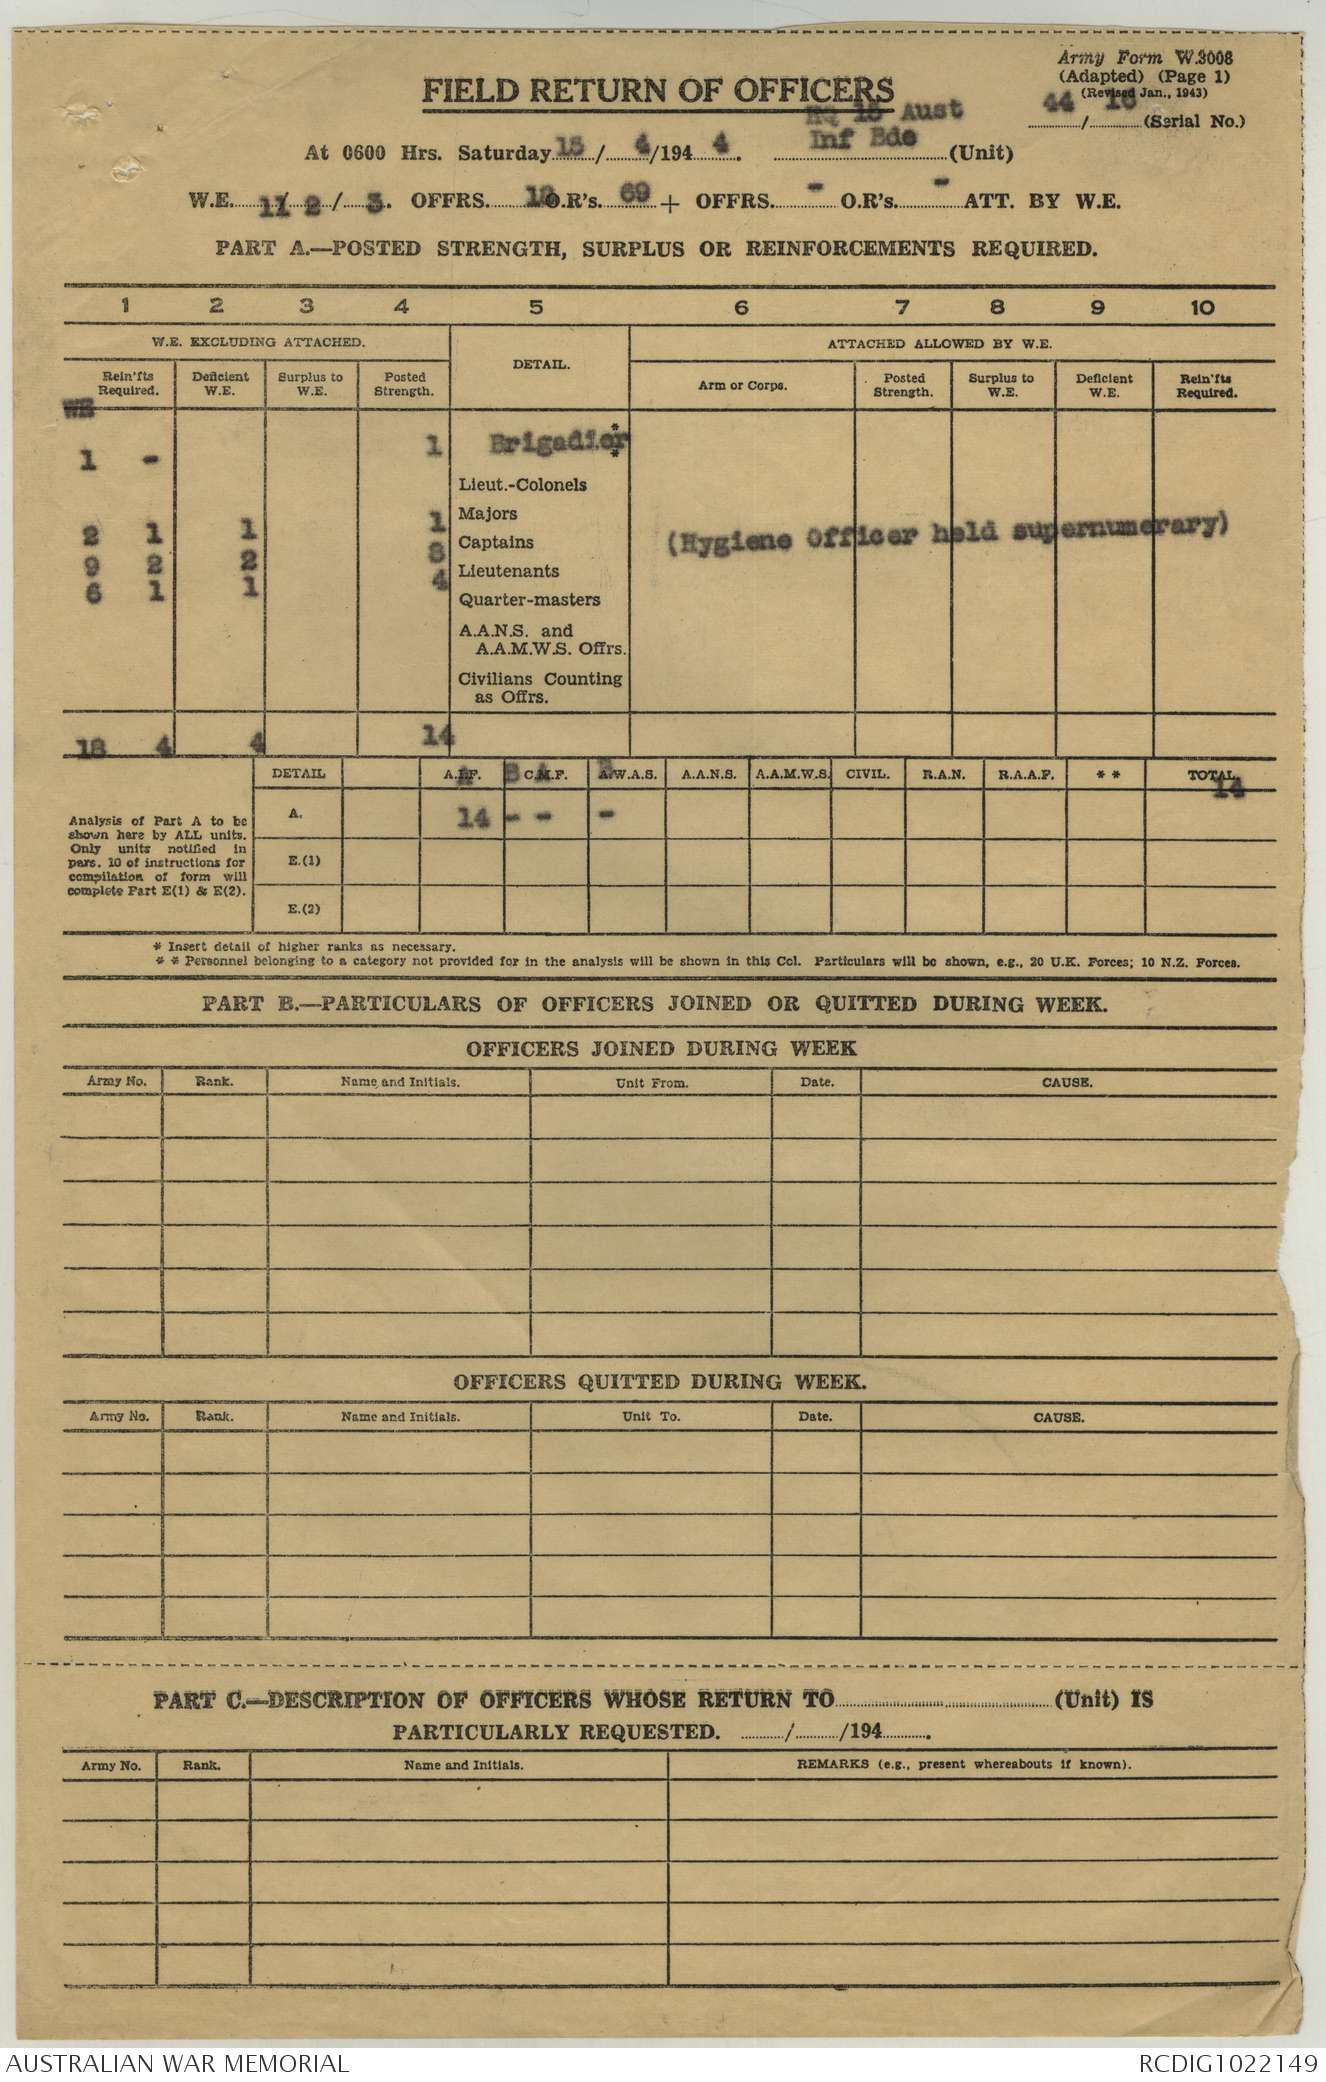 Army Form W.3008
(Adapted) (Page 1)
(Revised Jan., 1943)
FIELD RETURN OF OFFICERS
44 / 16 (Serial No.)
HQ 15 Aust
At 0600 Hrs. Saturday 15 / 4 /194 4. Inf Bde (Unit)
W.E. 11/ 2 / 3. OFFRS. 18 O.R's. 69 + OFFRS. - O.R's. - ATT. BY W.E.
PART A.—POSTED STRENGTH, SURPLUS OR REINFORCEMENTS REQUIRED.
1 2 3 4 5 6 7 8 9 10
W.E. EXCLUDING ATTACHED. DETAIL. ATTACHED ALLOWED BY W.E.
Rein'fts Required. Deficient W.E. Surplus to W.E. Posted Strength. Arm or Corps. Posted Strength. Surplus to W.E. Deficient W.E. Rein'fts Required.
WE
1 - 1 Brigadier * *
Lieut.-Colonels
2 1 1 1 Majors
9 2 2 8 Captains (Hygiene Officer held supernumerary)
6 1 1 4 Lieutenants
Quarter-masters
A.A.N.S. and
A.A.M.W.S. Offrs.
Civilians Counting
as Offrs.
18 4 4 14
DETAIL A.I.F. C.M.F. A.W.A.S. A.A.N.S. A.A.M.W.S. CIVIL. R.A.N. R.A.A.F. * * TOTAL
A B A B
A. 14 - - - 14
Analysis of Part A to be
shown here by ALL units.
Only units notified in
pars. 10 of instructions for
compilation of form will
complete Part E(1) & E(2).
E.(1)
E.(2)
* Insert detail of higher ranks as necessary.
* * Personnel belonging to a category not provided for in the analysis will be shown in this Col. Particulars will be shown, e.g., 20 U.K. Forces; 10 N.Z. Forces.
PART B.—PARTICULARS OF OFFICERS JOINED OR QUITTED DURING WEEK.
OFFICERS JOINED DURING WEEK
Army No. Rank. Name and Initials. Unit From. Date. CAUSE.
OFFICERS QUITTED DURING WEEK.
Army No. Rank. Name and Initials. Unit To. Date. CAUSE.
PART C.—DESCRIPTION OF OFFICERS WHOSE RETURN TO (Unit) IS
PARTICULARLY REQUESTED. / /194 .
Army No. Rank. Name and Initials. REMARKS (e.g., present whereabouts if known).
AUSTRALIAN WAR MEMORIAL RCDIG1022149